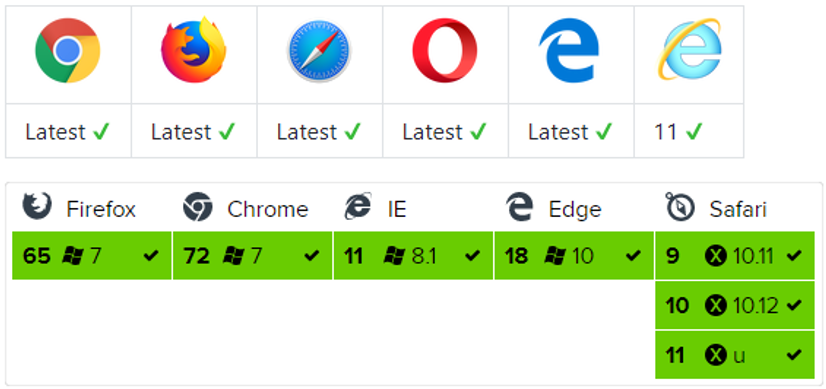 Latest ✓ Latest ✓ Latest ✓ Latest ✓ Latest ✓ 11 ✓
Firefox Chrome IE Edge Safari
65 7 ✓ 72 7 ✓ 11 8.1 ✓ 18 10 ✓ 9 X 10.11 ✓
10 X 10.12 ✓
11 X u ✓